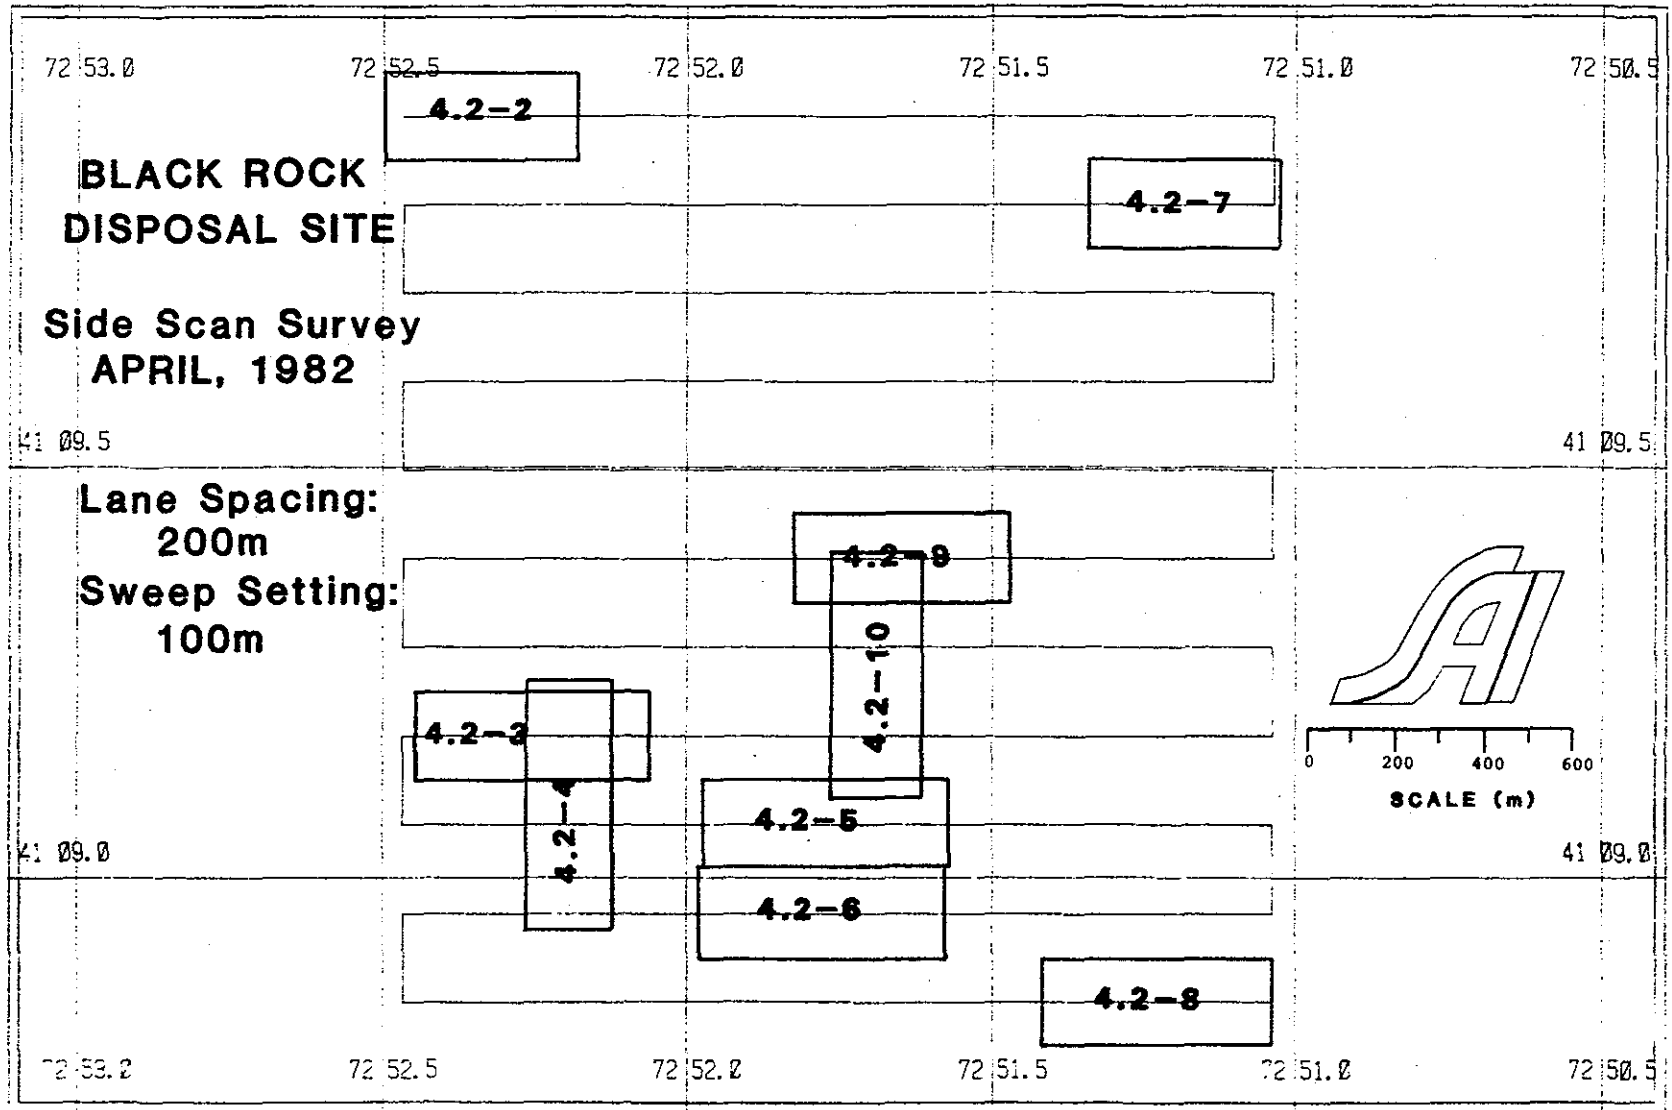 72 53.0 72 52.5 72 52.0 72 51.5 72 51.0 72 50.5
4.2-2
BLACK ROCK
DISPOSAL SITE
4.2-7
Side Scan Survey
APRIL, 1982
41 09.5 41 09.5
Lane Spacing:
200m
Sweep Setting:
100m
4.2-9
4.2-10
4.2-3
4.2-4
4.2-5
SAI
0 200 400 600
SCALE (m)
41 09.0 41 09.0
4.2-6
4.2-8
72 53.0 72 52.5 72 52.0 72 51.5 72 51.0 72 50.5